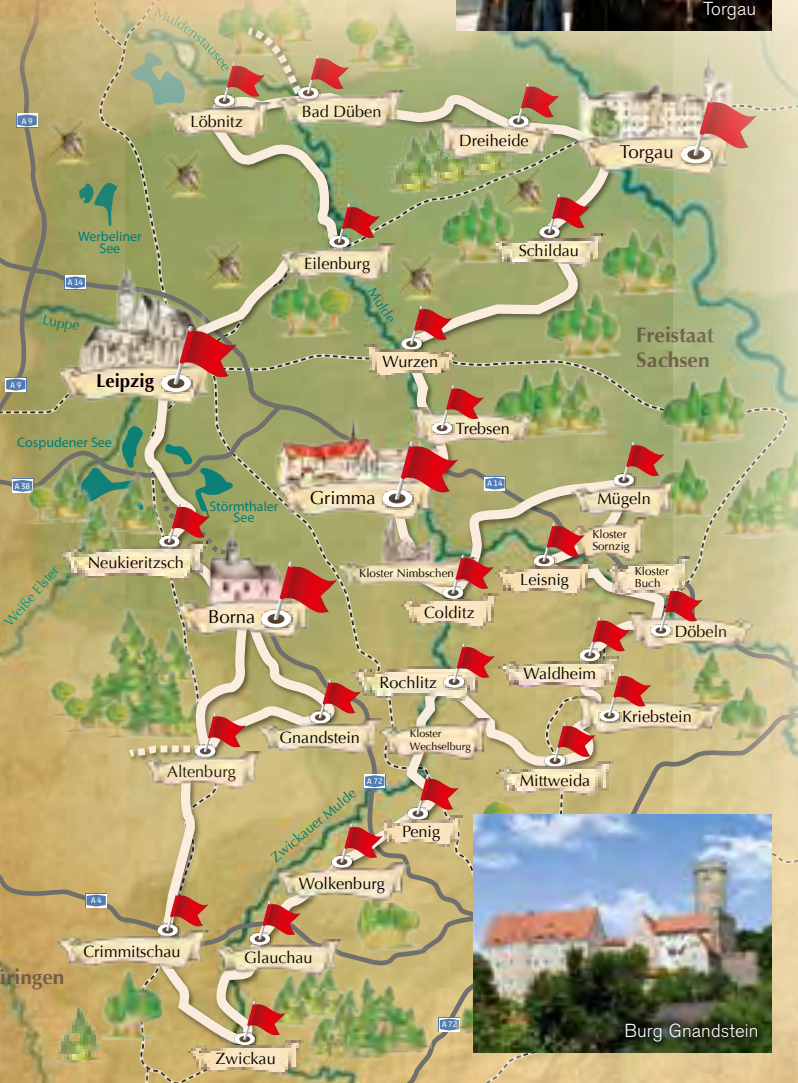 Torgau
Muldenstausee
A 9
Löbnitz
Bad Düben
Dreiheide
Torgau
Werbeliner
See
Eilenburg
Schildau
A 14
Luppe
Mulde
Freistaat
Sachsen
Wurzen
A 9
Leipzig
Trebsen
Cospudener See
A 38
Störmthaler
See
Grimma
A 14
Mügeln
Kloster
Sornzig
Neukieritzsch
Kloster Nimbschen
Leisnig
Kloster
Buch
Weiße Elster
Colditz
Borna
Döbeln
Waldheim
Rochlitz
Kriebstein
Gnandstein
Kloster
Wechselburg
Altenburg
Mittweida
A 72
Zwickauer Mulde
Penig
Wolkenburg
A 4
Crimmitschau
Glauchau
iringen
A 72
Burg Gnandstein
Zwickau